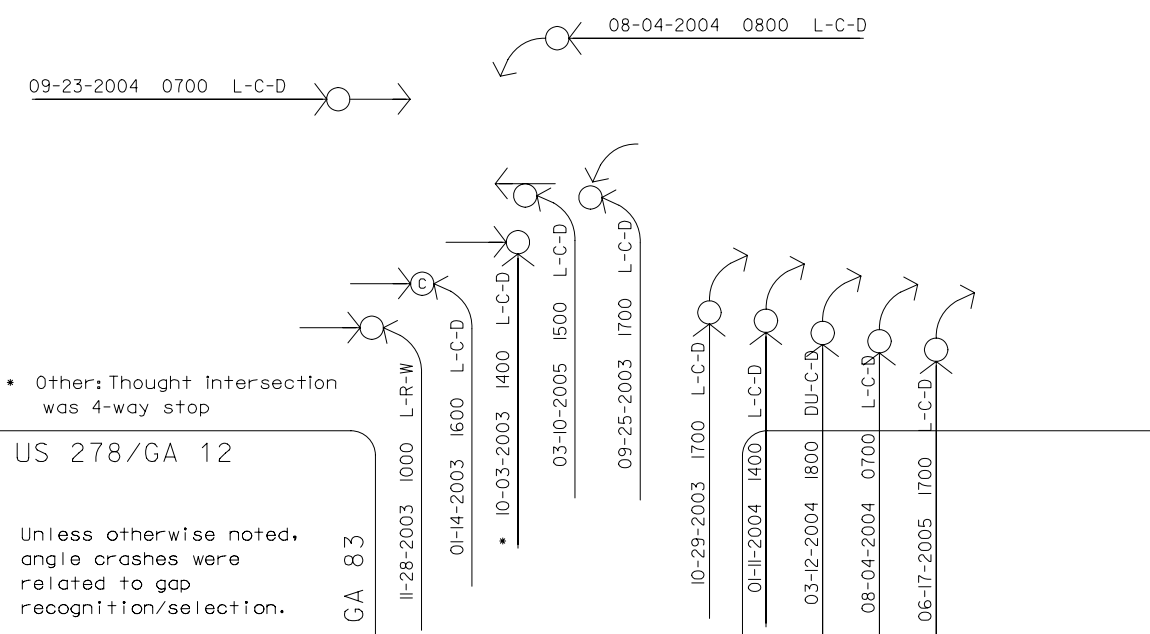 08-04-2004 0800 L-C-D
09-23-2004 0700 L-C-D
C
* Other: Thought intersection
was 4-way stop
US 278/GA 12
Unless otherwise noted,
angle crashes were
related to gap
recognition/selection.
GA 83
11-28-2003 1000 L-R-W
01-14-2003 1600 L-C-D
* 10-03-2003 1400 L-C-D
03-10-2005 1500 L-C-D
09-25-2003 1700 L-C-D
10-29-2003 1700 L-C-D
01-11-2004 1400 L-C-D
03-12-2004 1800 DU-C-D
08-04-2004 0700 L-C-D
06-17-2005 1700 L-C-D